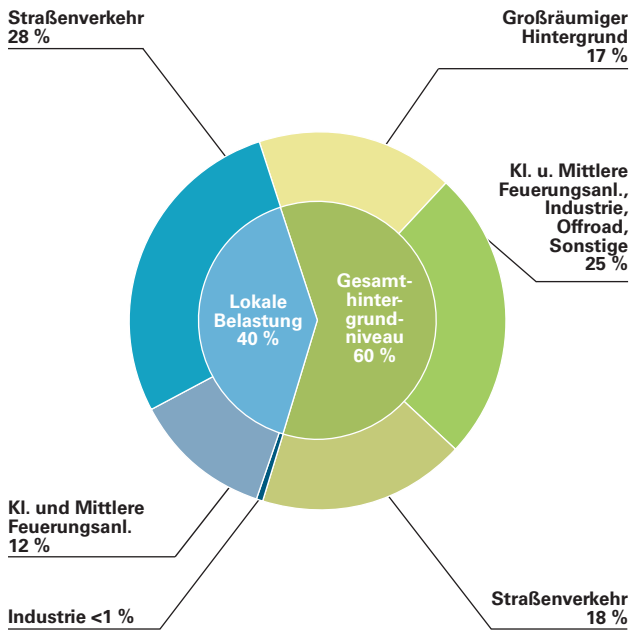 Straßenverkehr
28 %
Großräumiger
Hintergrund
17 %
Kl. u. Mittlere
Feuerungsanl.,
Industrie,
Offroad,
Sonstige
25 %
Lokale
Belastung
40 %
Gesamt-
hinter-
grund-
niveau
60 %
Kl. und Mittlere
Feuerungsanl.
12 %
Industrie <1 %
Straßenverkehr
18 %